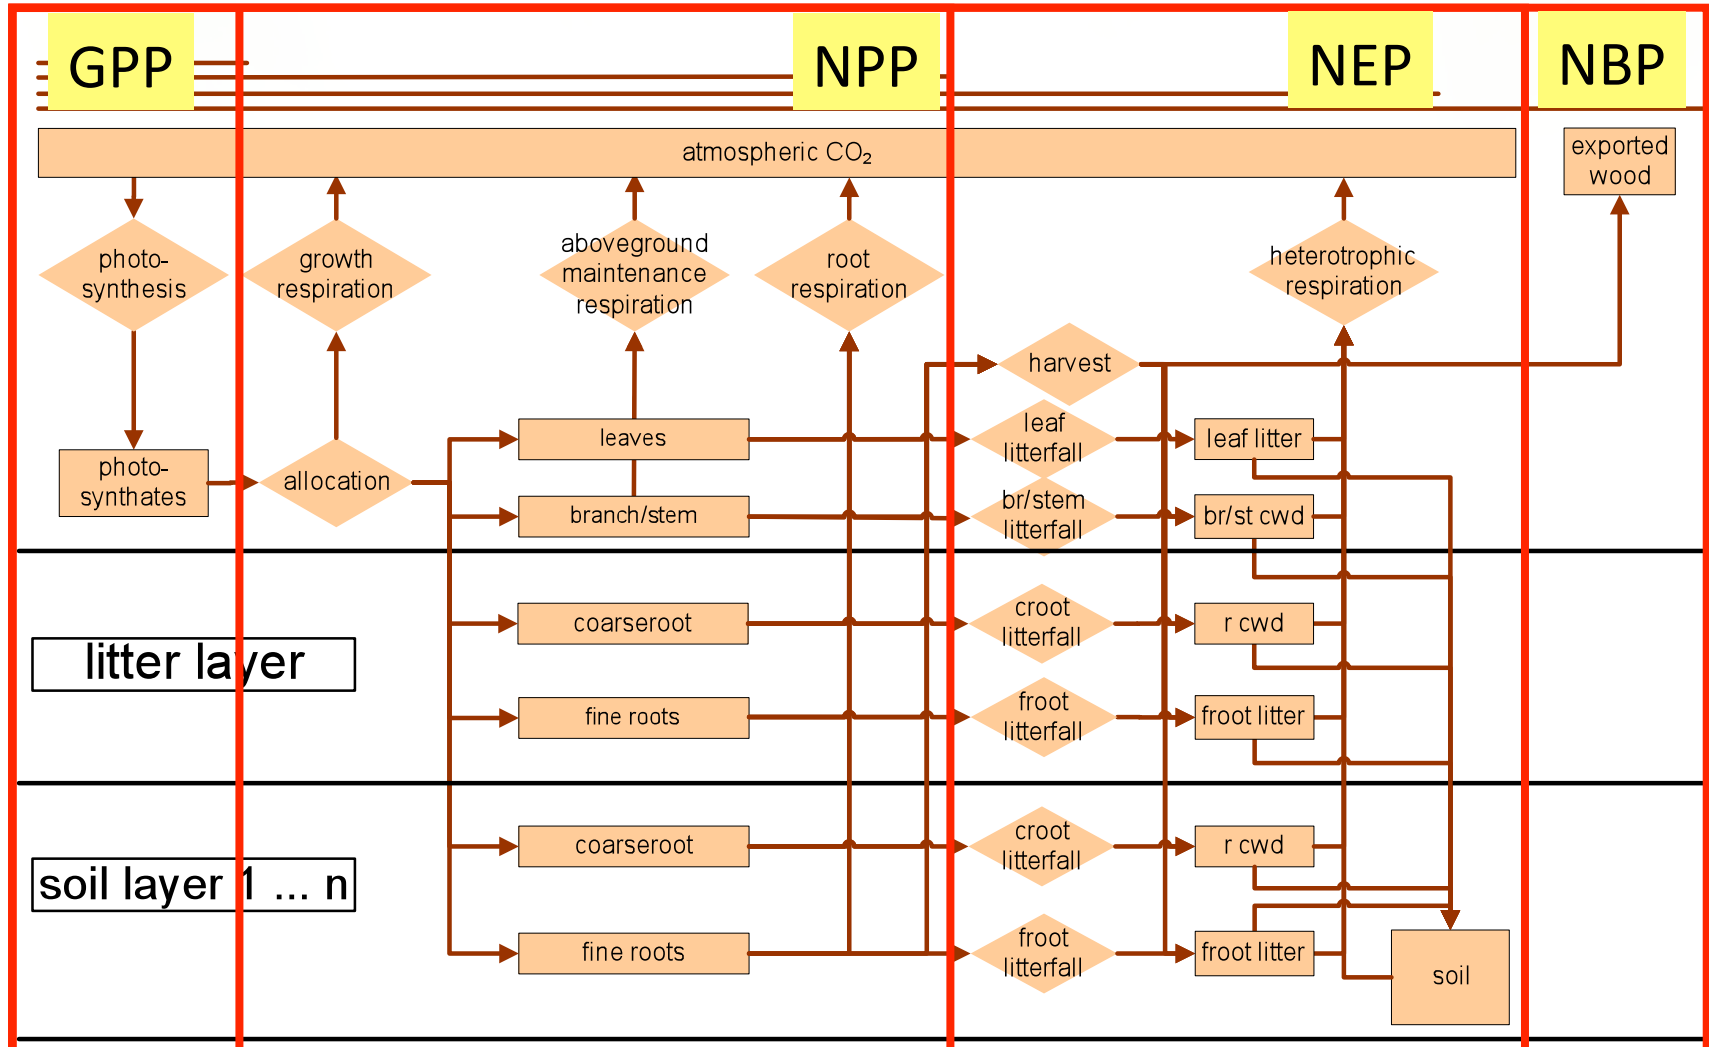 GPP
NPP
NEP
NBP
atmospheric CO₂
exported
wood
photo-
synthesis
growth
respiration
aboveground
maintenance
respiration
root
respiration
heterotrophic
respiration
harvest
photo-
synthates
allocation
leaves
leaf
litterfall
leaf litter
branch/stem
br/stem
litterfall
br/st cwd
litter layer
coarseroot
croot
litterfall
r cwd
fine roots
froot
litterfall
froot litter
soil layer 1 ... n
coarseroot
croot
litterfall
r cwd
fine roots
froot
litterfall
froot litter
soil